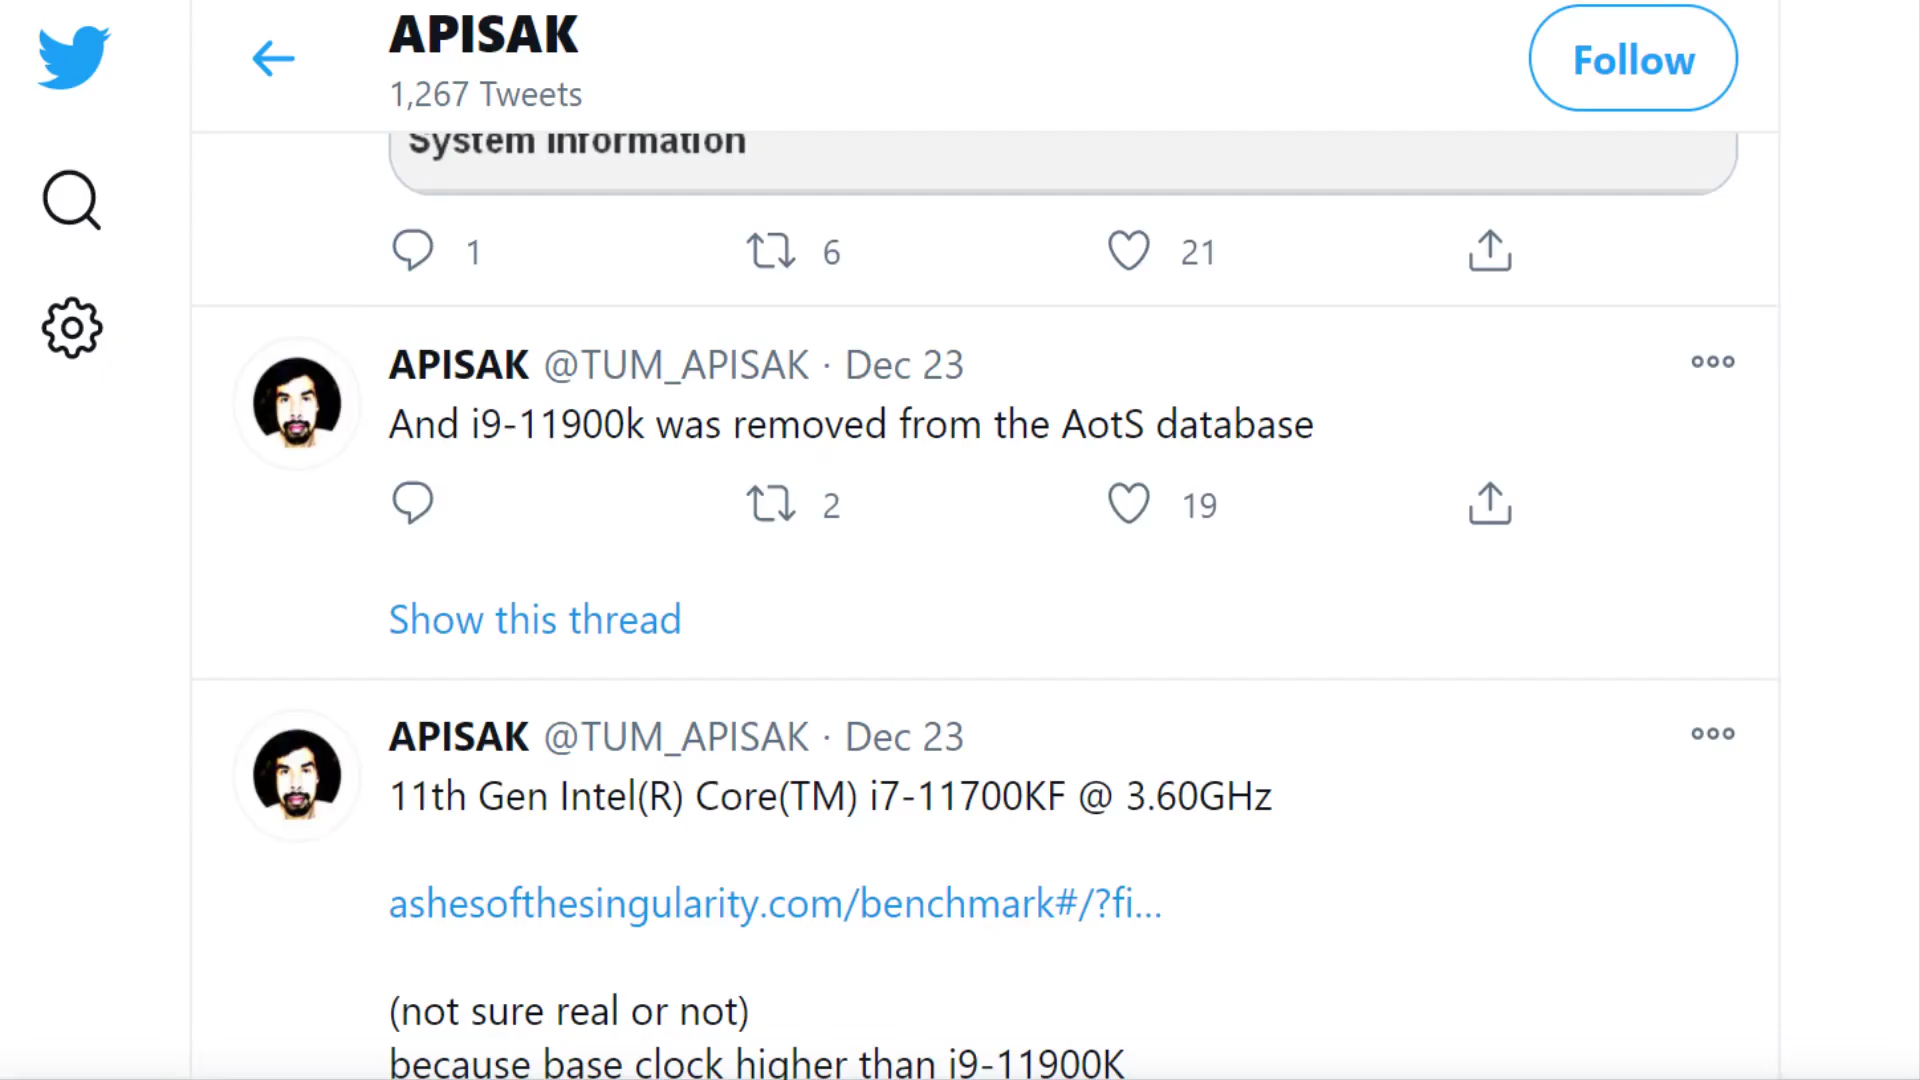 APISAK
1,267 Tweets
Follow
System Information
1
6
21
APISAK @TUM_APISAK · Dec 23
And i9-11900k was removed from the AotS database
2
19
Show this thread
APISAK @TUM_APISAK · Dec 23
11th Gen Intel(R) Core(TM) i7-11700KF @ 3.60GHz
ashesofthesingularity.com/benchmark#/?fi...
(not sure real or not)
because base clock higher than i9-11900K